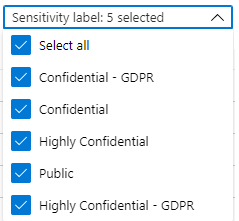 Sensitivity label: 5 selected
Select all
Confidential - GDPR
Confidential
Highly Confidential
Public
Highly Confidential - GDPR